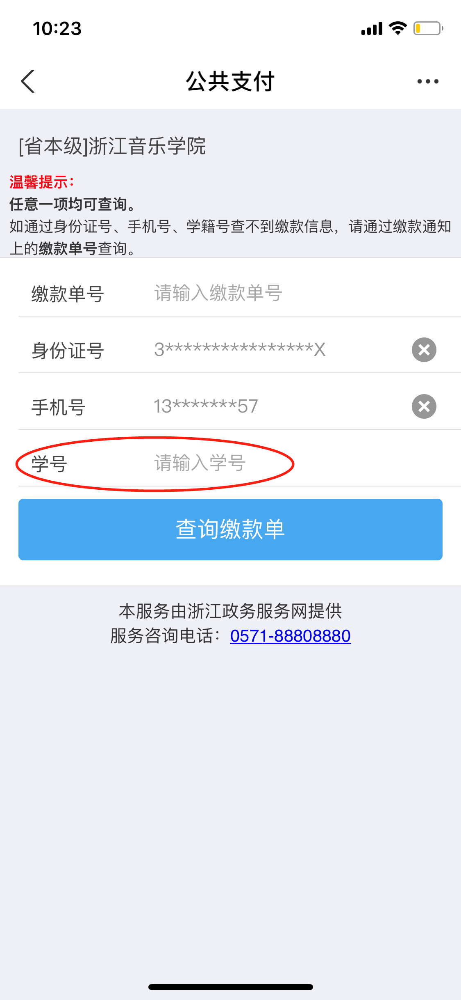 10:23
公共支付
[省本级]浙江音乐学院
温馨提示：
任意一项均可查询。
如通过身份证号、手机号、学籍号查不到缴款信息，请通过缴款通知
上的缴款单号查询。
缴款单号 请输入缴款单号
身份证号 3****************X
手机号 13*******57
学号 请输入学号
查询缴款单
本服务由浙江政务服务网提供
服务咨询电话：0571-88808880